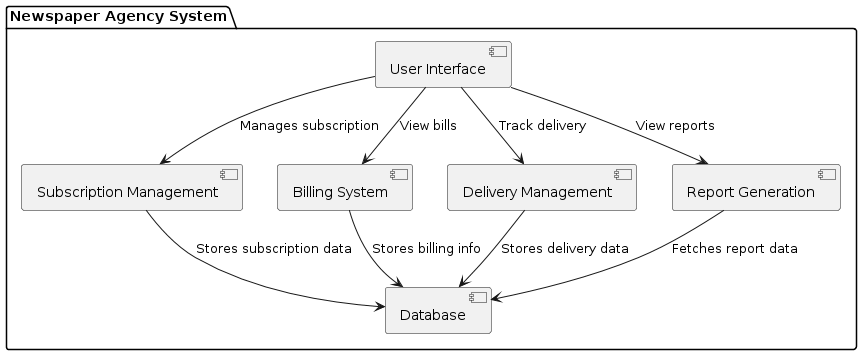 Newspaper Agency System
User Interface
Manages subscription
View bills
Track delivery
View reports
Subscription Management
Billing System
Delivery Management
Report Generation
Stores subscription data
Stores billing info
Stores delivery data
Fetches report data
Database